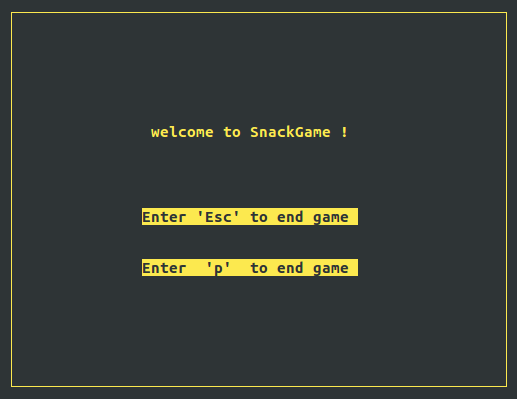 welcome to SnackGame !
Enter 'Esc' to end game
Enter  'p'  to end game